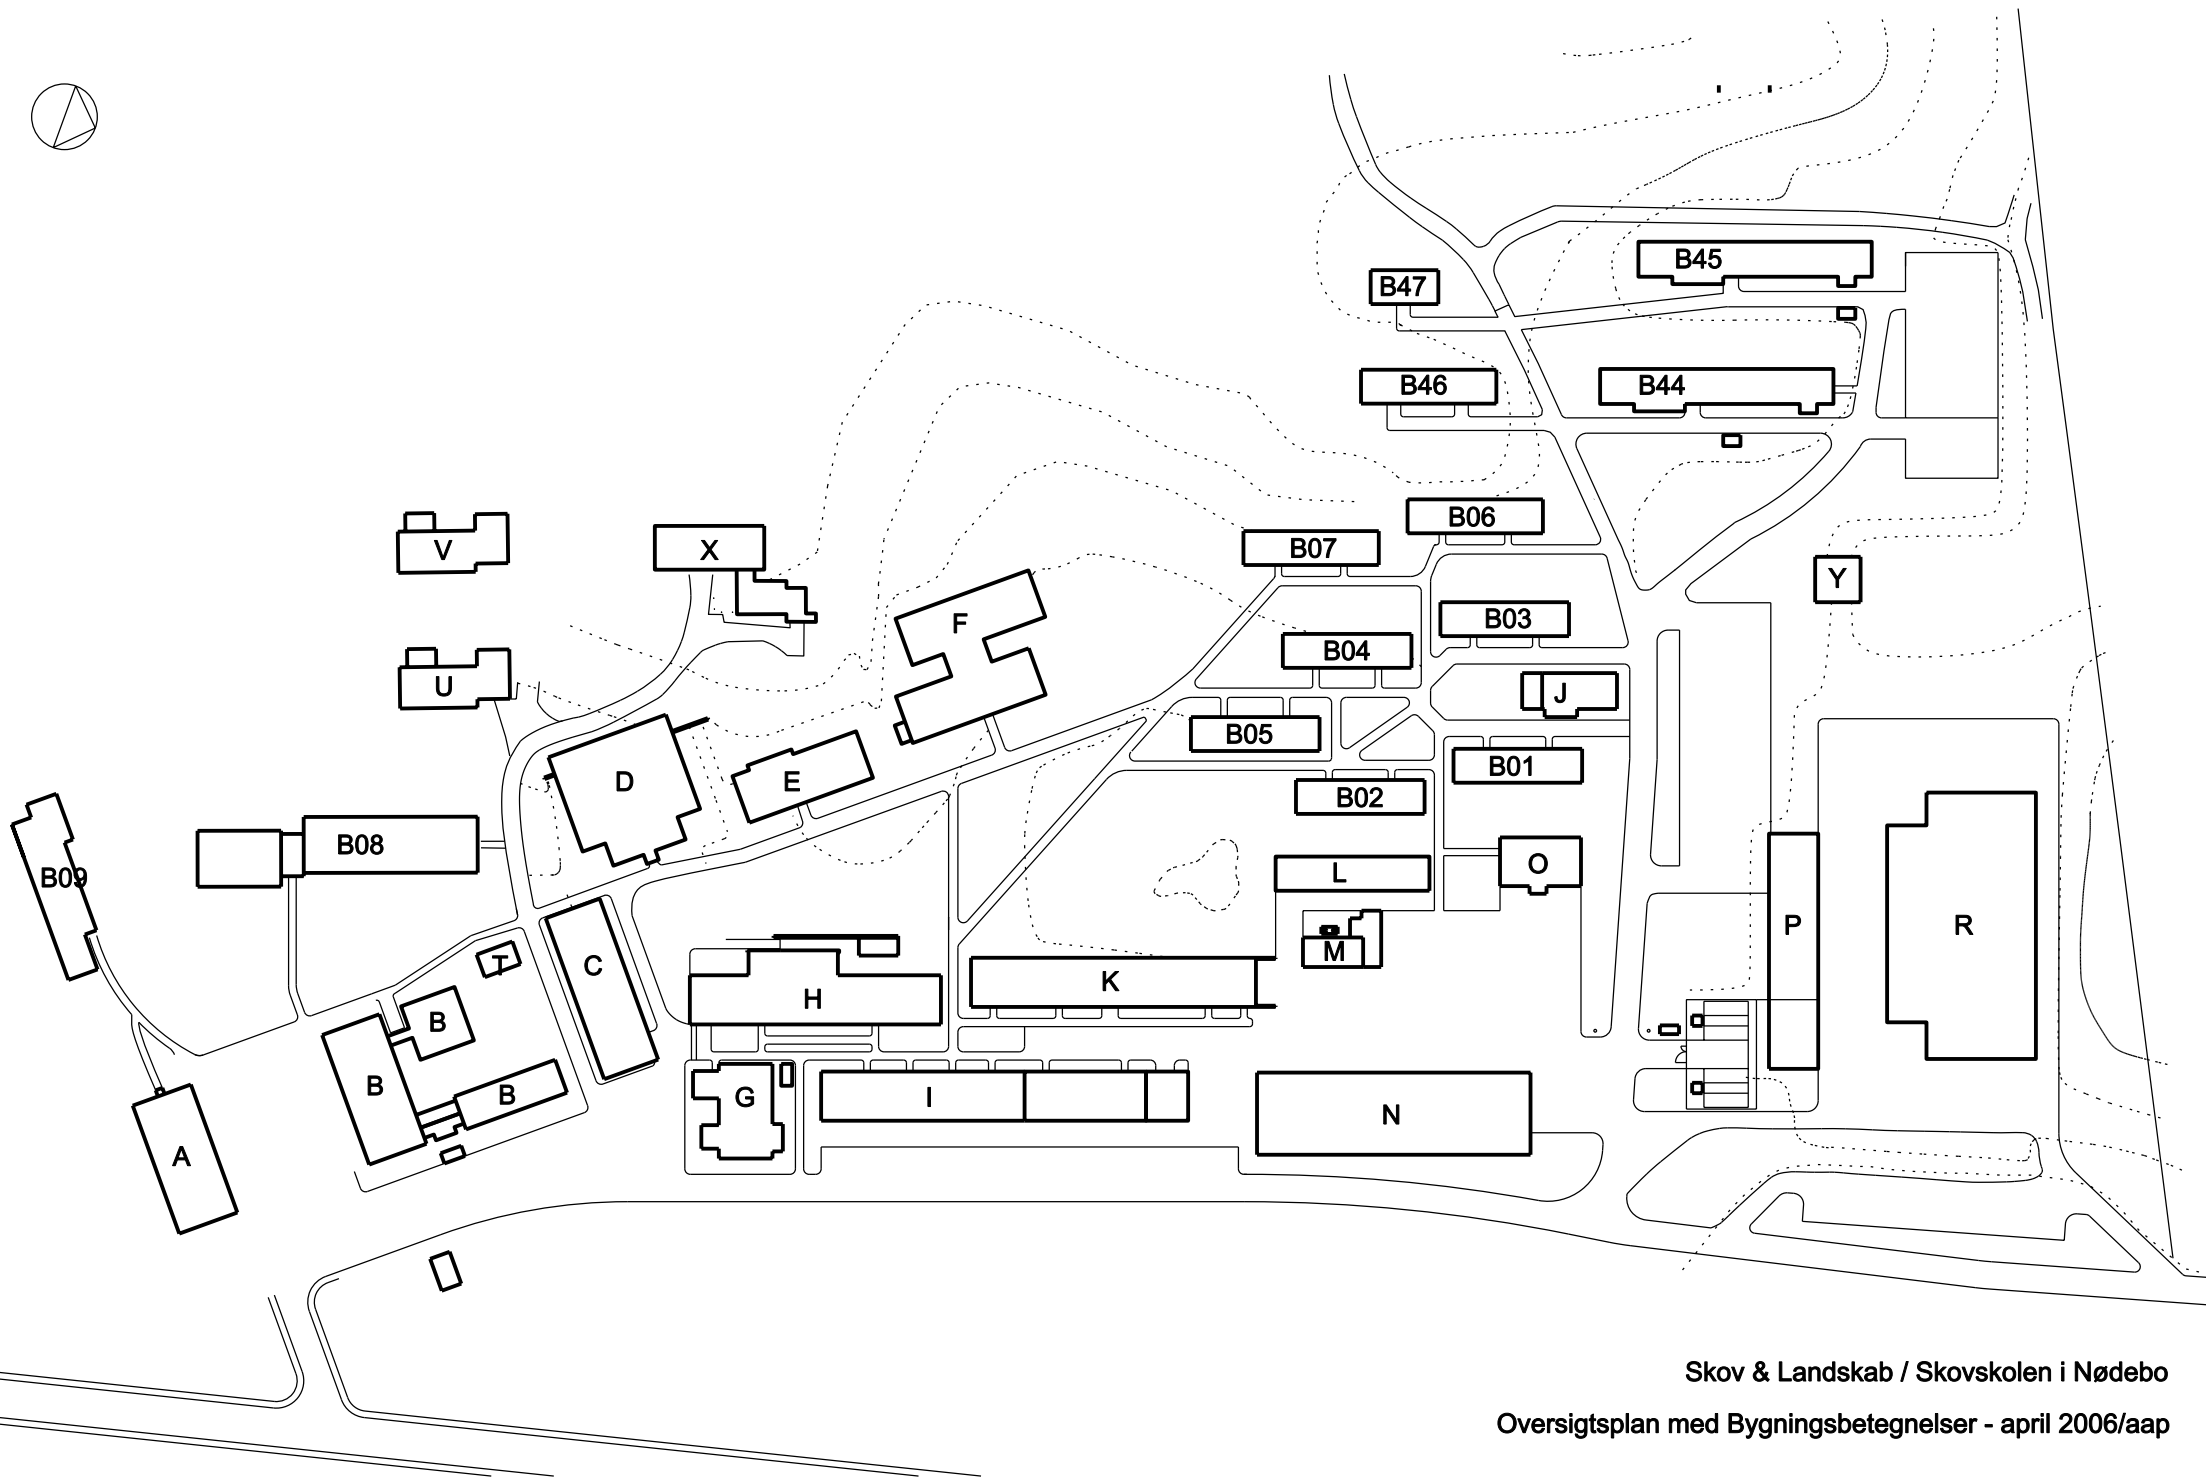 B45
B47
B44
B46
B06
B07
V
X
Y
B03
F
B04
U
J
B05
B01
D
E
B02
B08
L
O
B09
P
R
M
T
C
K
H
B
B
B
G
I
N
A
Skov & Landskab / Skovskolen i Nødebo
Oversigtsplan med Bygningsbetegnelser - april 2006/aap